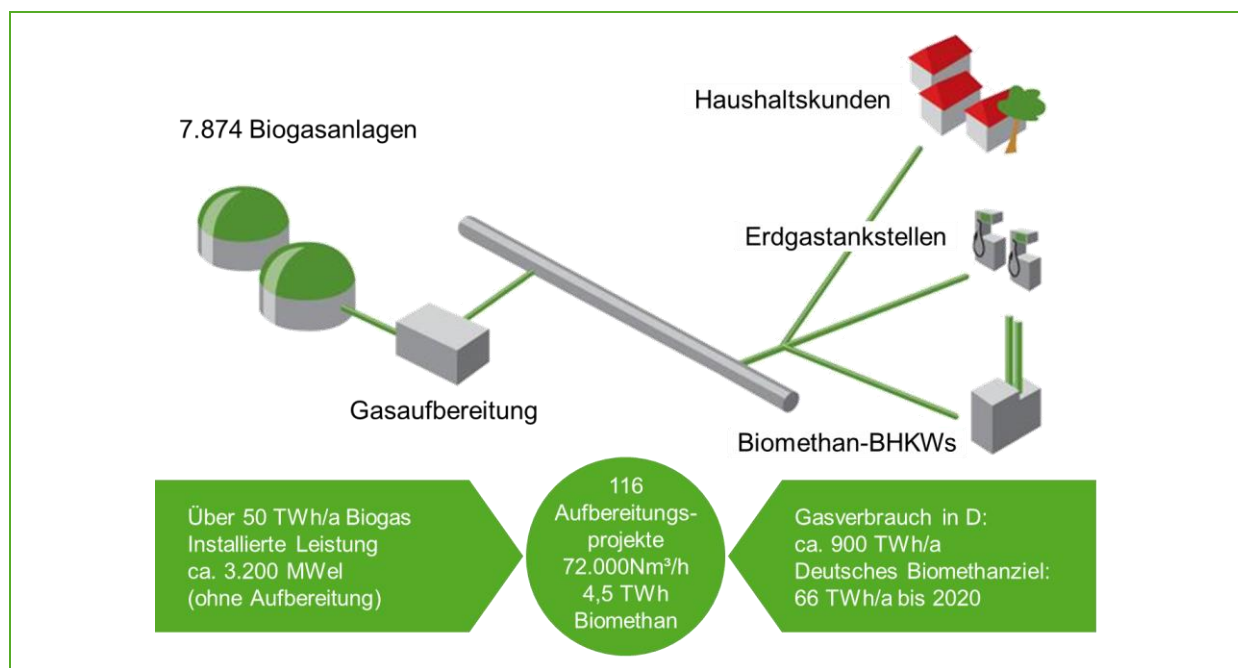 Haushaltskunden
7.874 Biogasanlagen
Erdgastankstellen
Gasaufbereitung
Biomethan-BHKWs
Über 50 TWh/a Biogas
Installierte Leistung
ca. 3.200 MWel
(ohne Aufbereitung)
116
Aufbereitungs-
projekte
72.000Nm³/h
4,5 TWh
Biomethan
Gasverbrauch in D:
ca. 900 TWh/a
Deutsches Biomethanziel:
66 TWh/a bis 2020